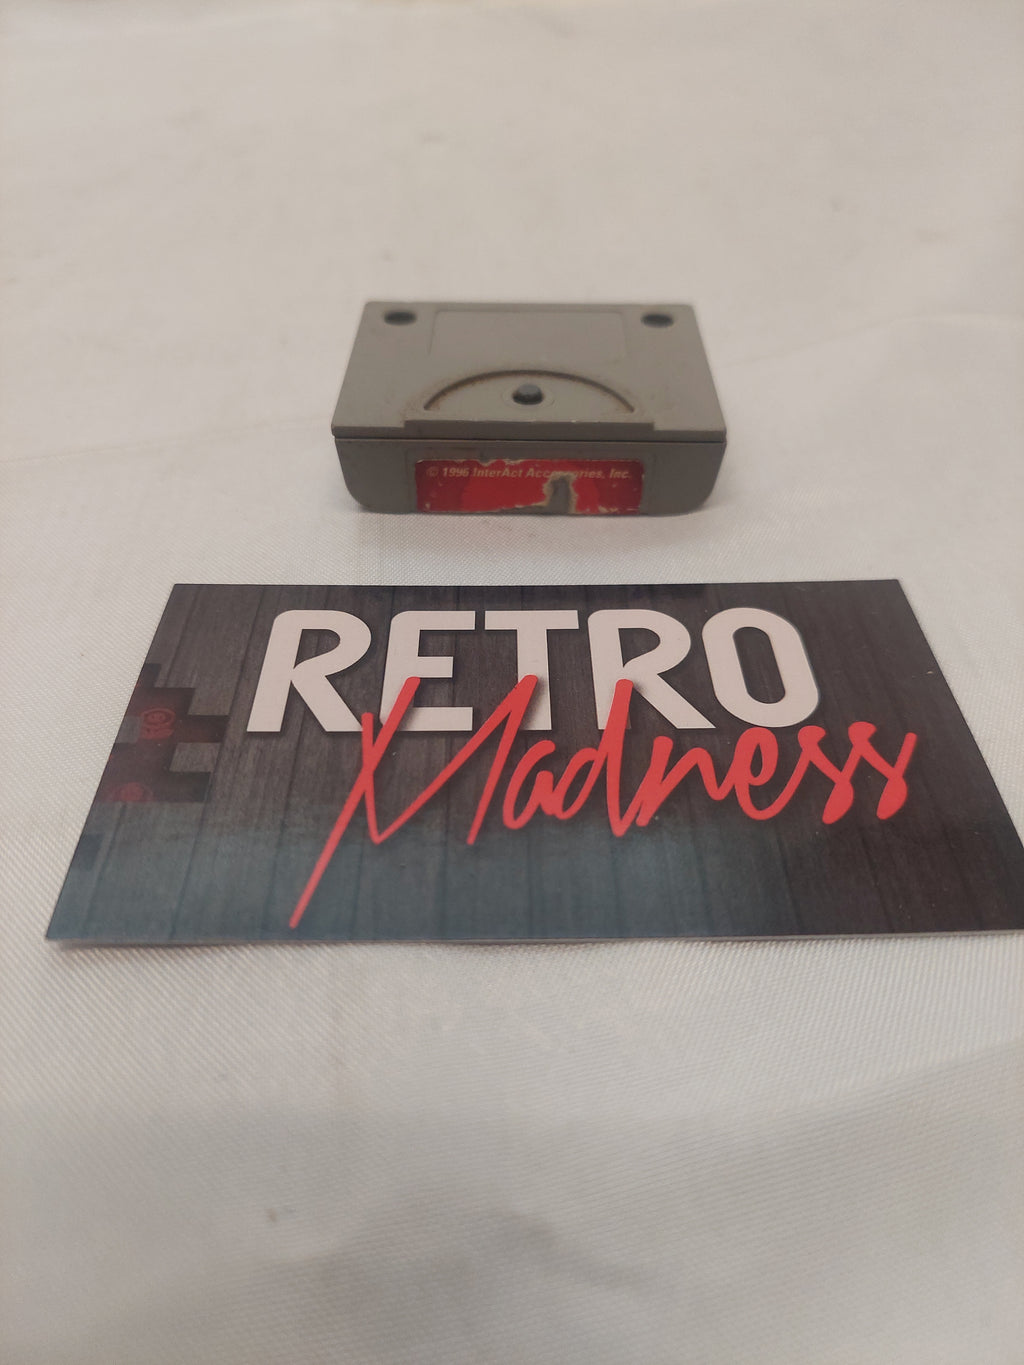 © 1996 InterAct Accessories, Inc.
RETRO
Madness